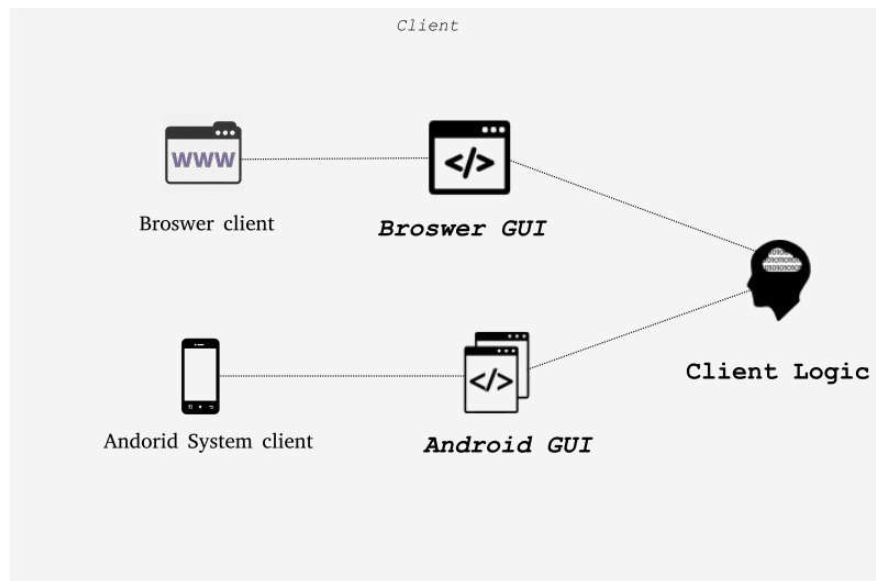 Client
WWW
</>
Broswer client
Broswer GUI
</>
Client Logic
Andorid System client
Android GUI